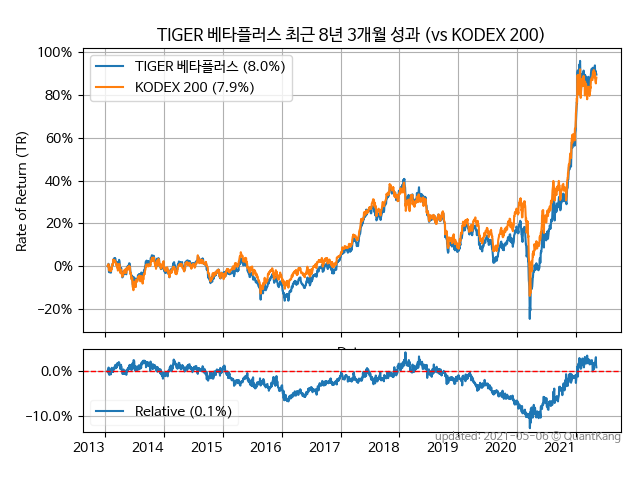 TIGER 베타플러스 최근 8년 3개월 성과 (vs KODEX 200)
100%
80%
60%
40%
20%
0%
−20%
Rate of Return (TR)
TIGER 베타플러스 (8.0%)
KODEX 200 (7.9%)
0.0%
−10.0%
Relative (0.1%)
2013 2014 2015 2016 2017 2018 2019 2020 2021
updated: 2021-05-06 © QuantKang